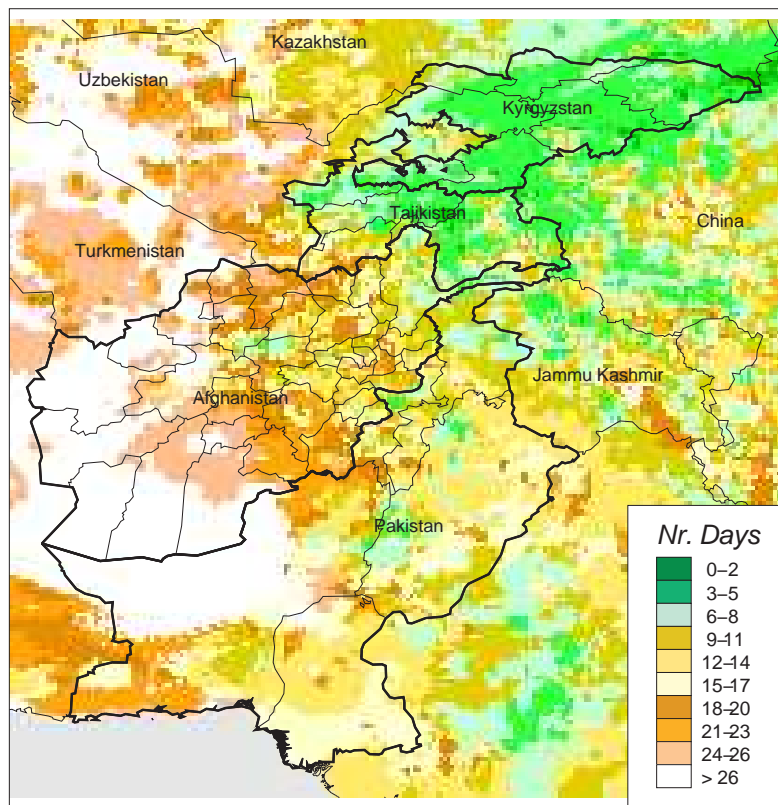 Kazakhstan
Uzbekistan
Kyrgyzstan
Tajikistan
China
Turkmenistan
Jammu Kashmir
Afghanistan
Pakistan
Nr. Days
0–2
3–5
6–8
9–11
12–14
15–17
18–20
21–23
24–26
> 26